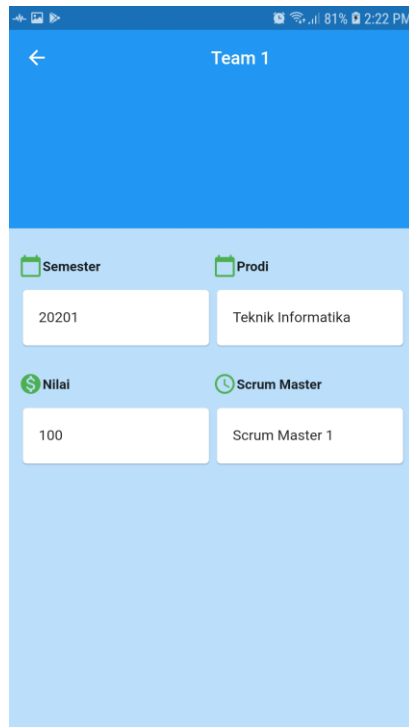 81% 2:22 PM
Team 1
Semester Prodi
20201 Teknik Informatika
Nilai Scrum Master
100 Scrum Master 1